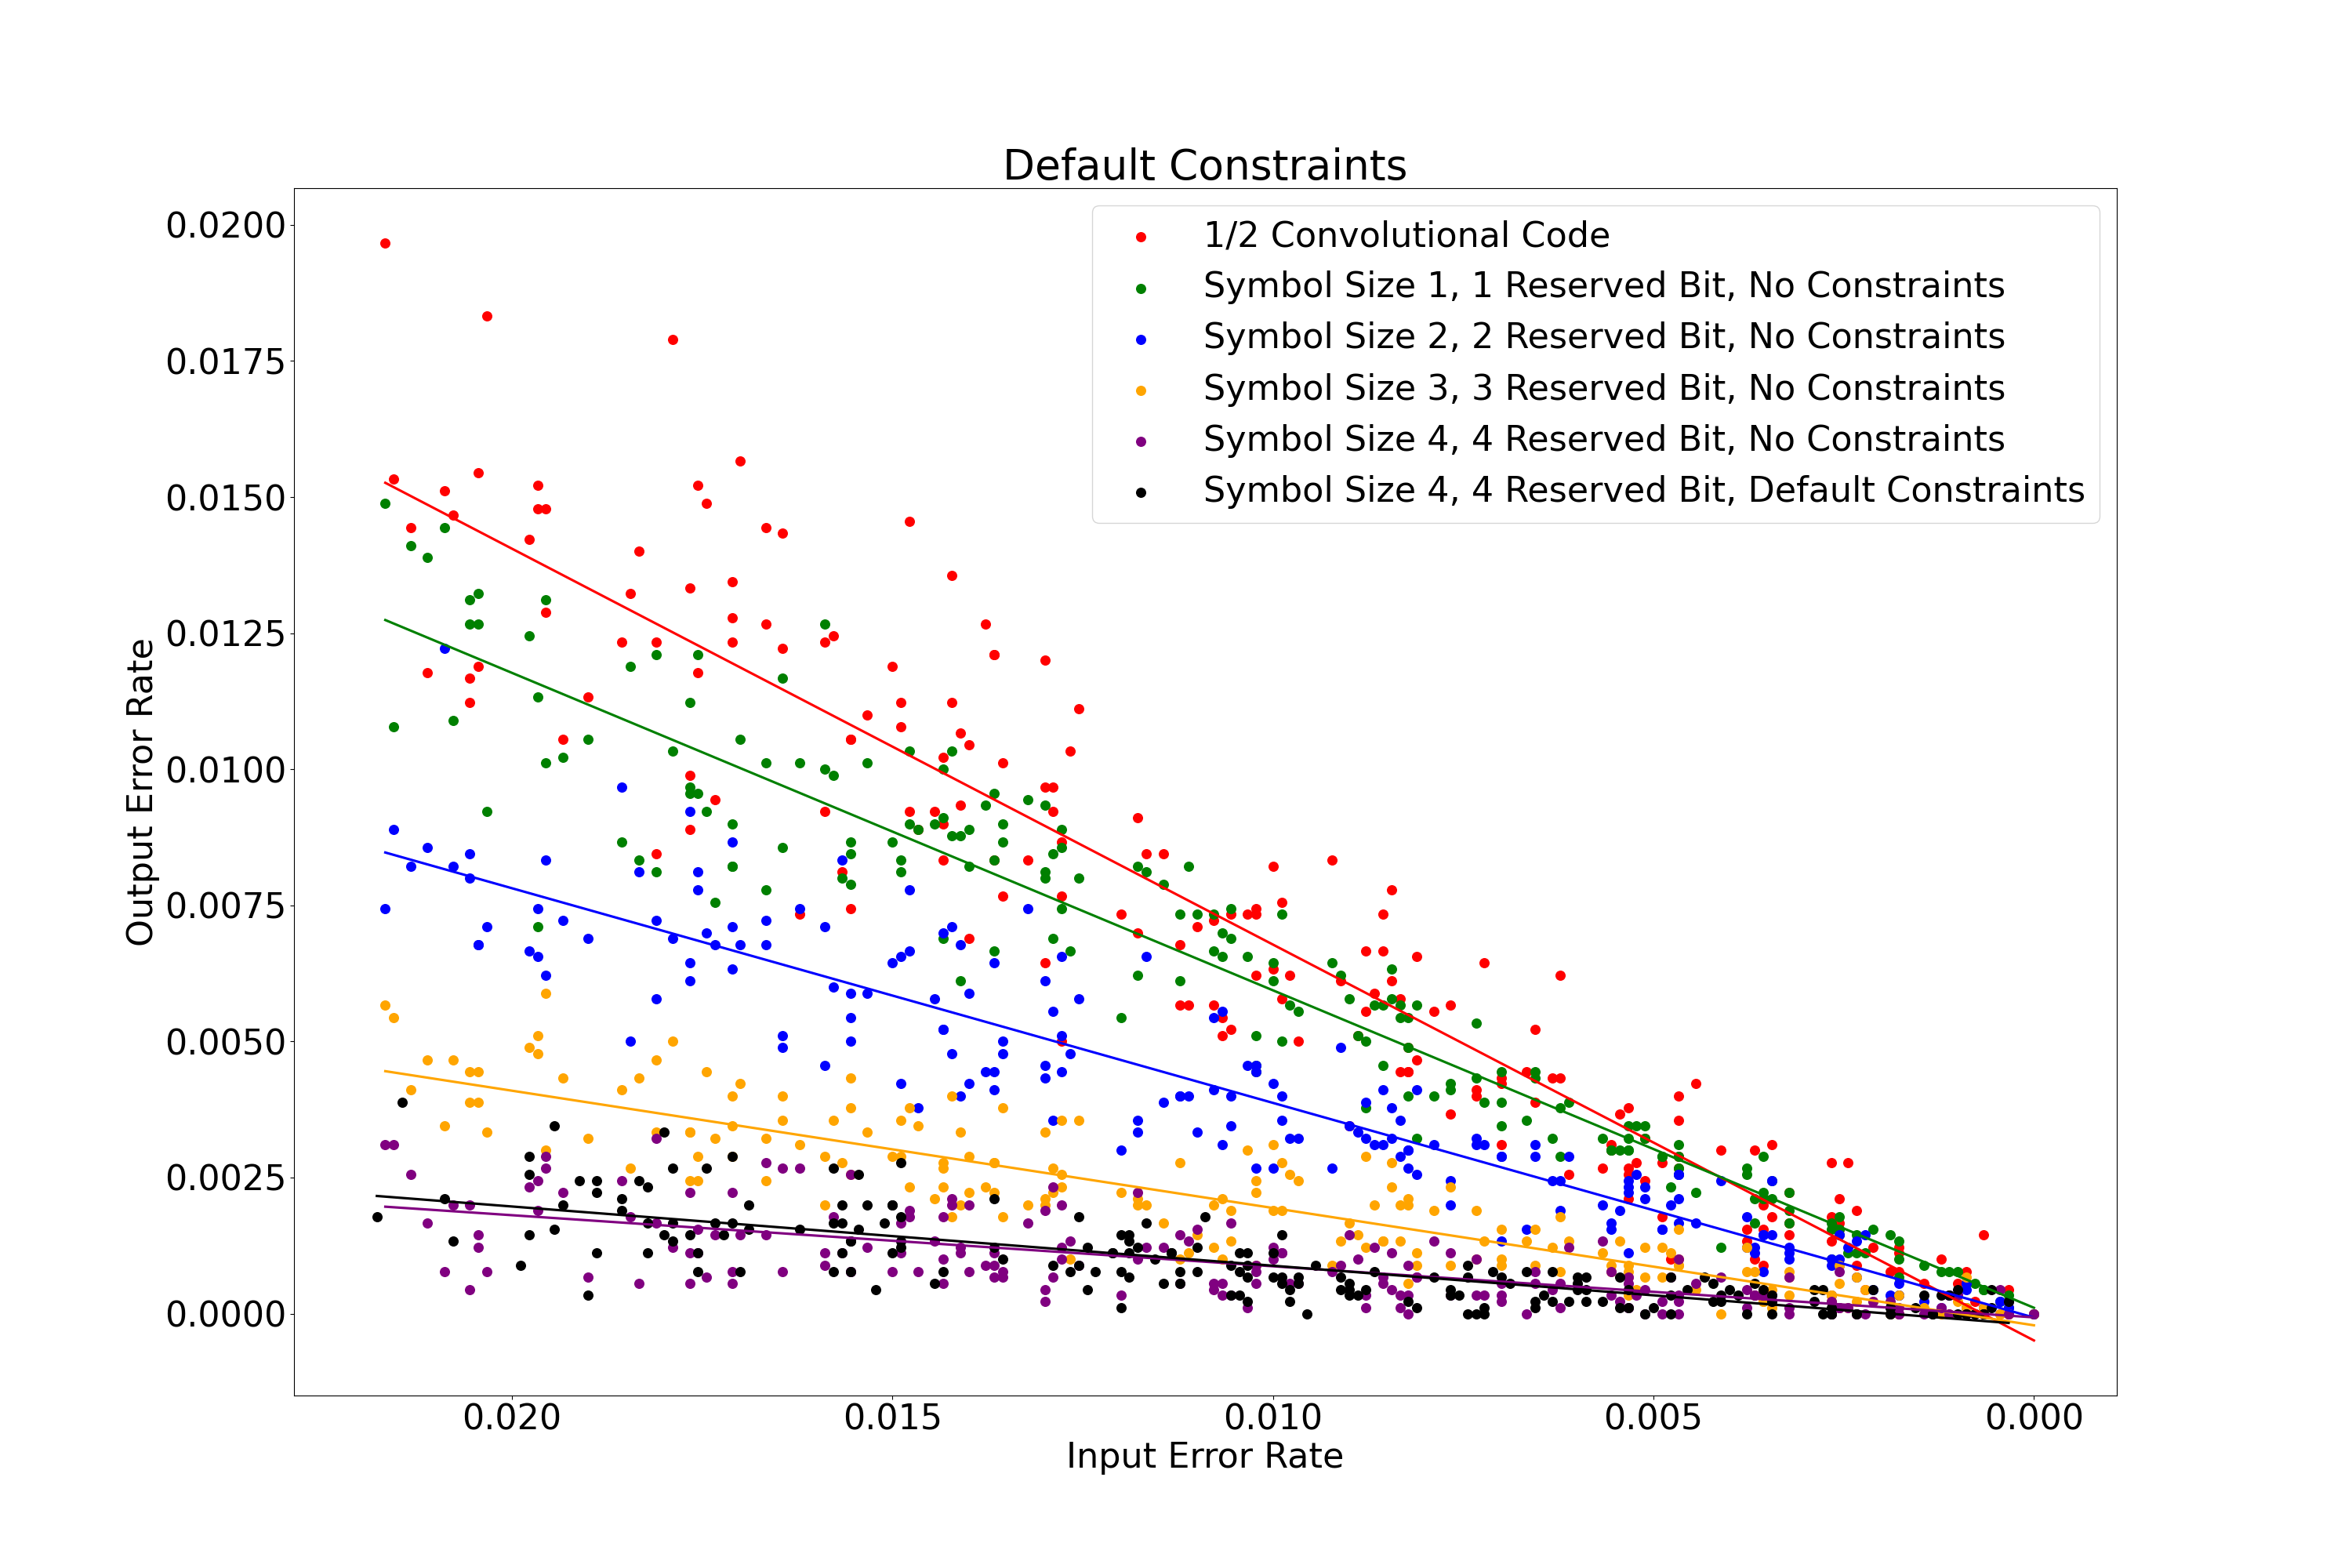 Default Constraints
0.0200
0.0175
0.0150
0.0125
0.0100
0.0075
0.0050
0.0025
0.0000
Output Error Rate
1/2 Convolutional Code
Symbol Size 1, 1 Reserved Bit, No Constraints
Symbol Size 2, 2 Reserved Bit, No Constraints
Symbol Size 3, 3 Reserved Bit, No Constraints
Symbol Size 4, 4 Reserved Bit, No Constraints
Symbol Size 4, 4 Reserved Bit, Default Constraints
0.020 0.015 0.010 0.005 0.000
Input Error Rate